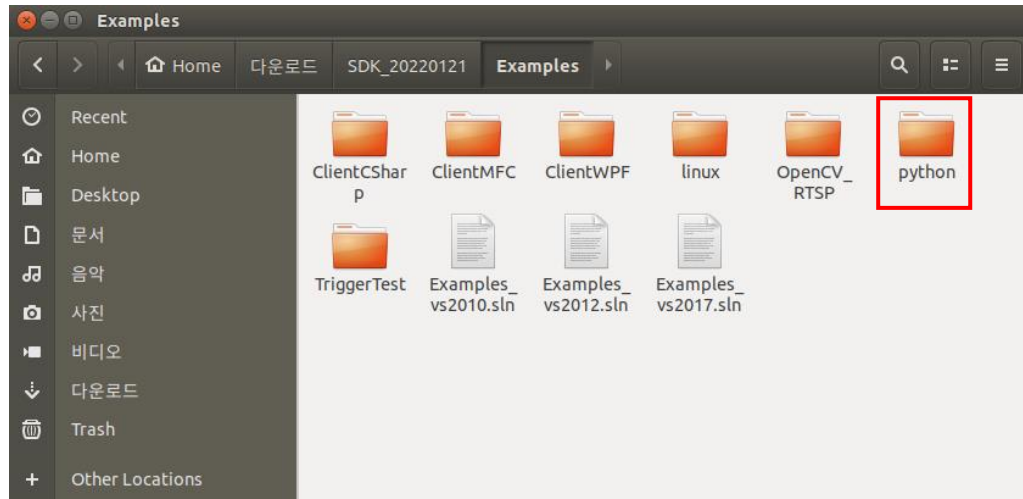 Examples
Home 다운로드 SDK_20220121 Examples
Recent
Home
Desktop
문서
음악
사진
비디오
다운로드
Trash
Other Locations
ClientCShar
p
ClientMFC
ClientWPF
linux
OpenCV_
RTSP
python
TriggerTest
Examples_
vs2010.sln
Examples_
vs2012.sln
Examples_
vs2017.sln